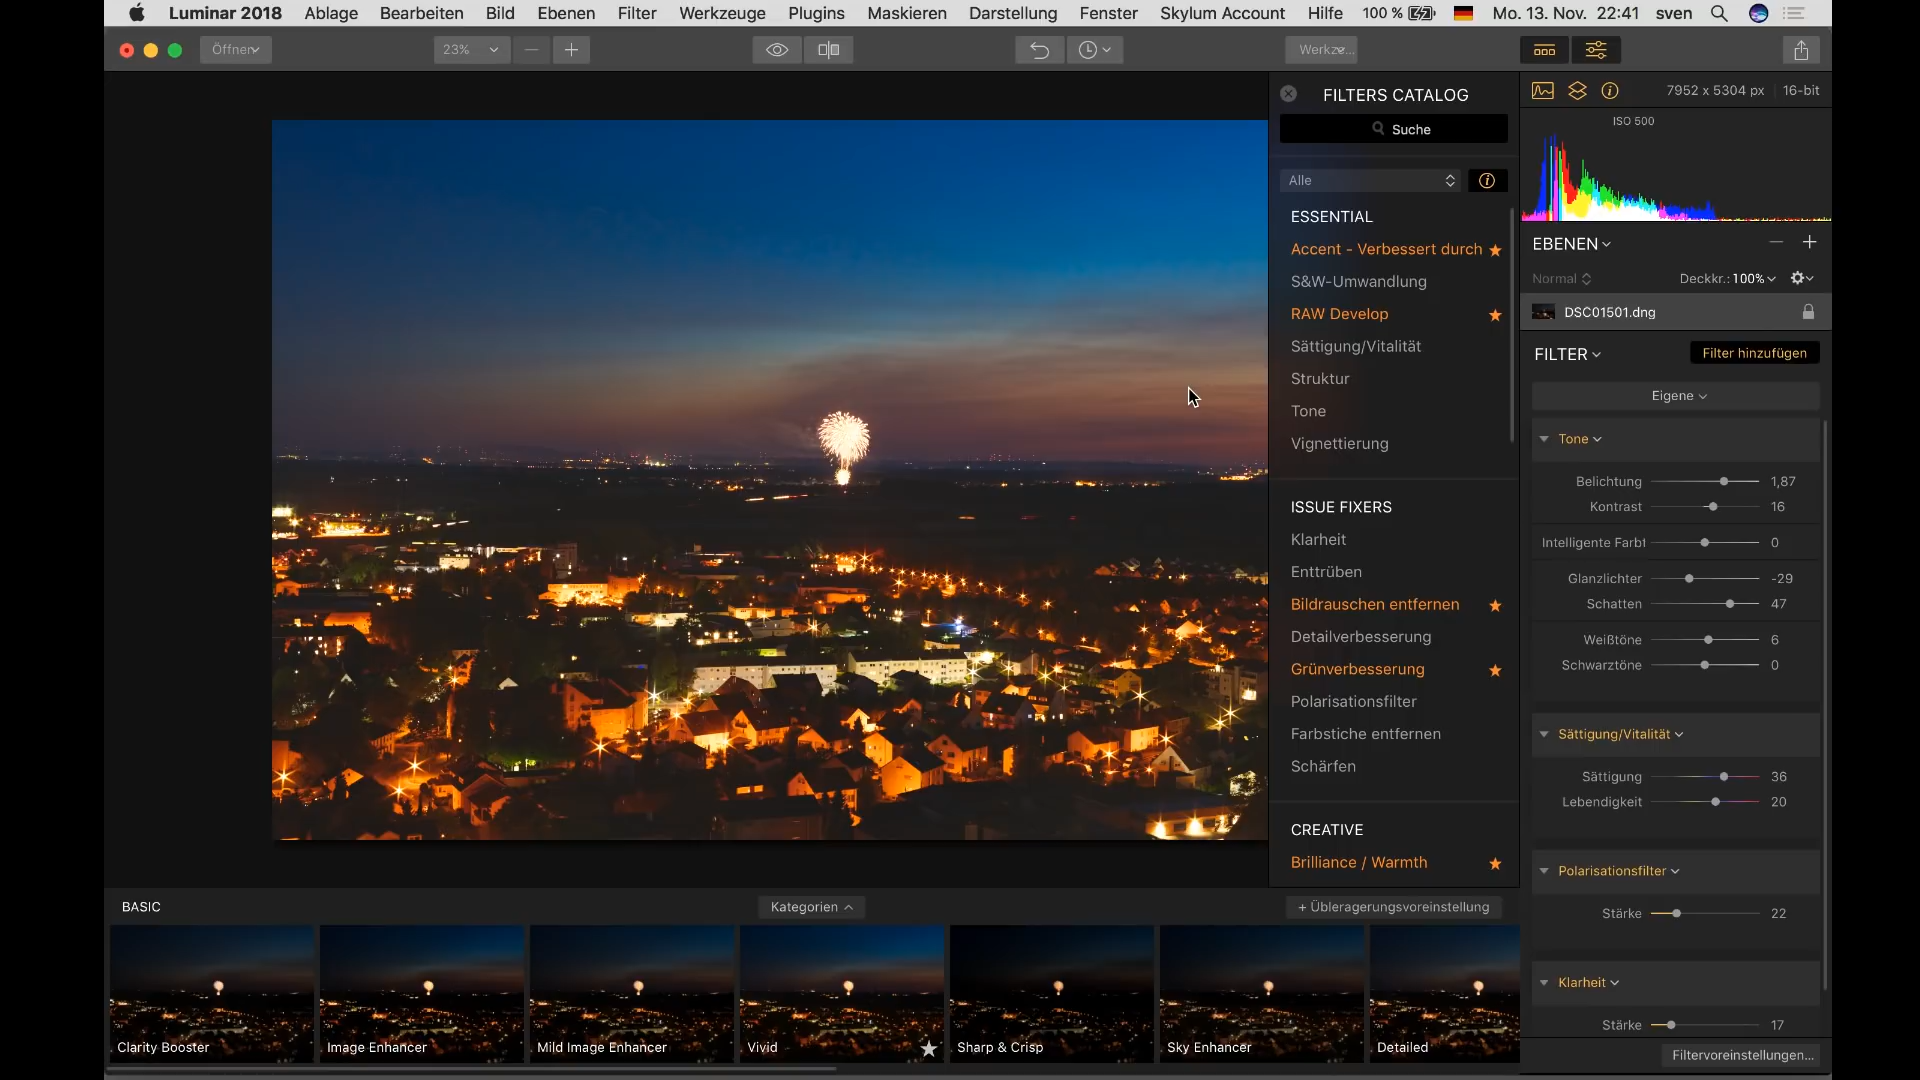 Luminar 2018 Ablage Bearbeiten Bild Ebenen Filter Werkzeuge Plugins Maskieren Darstellung Fenster Skylum Account Hilfe 100 % Mo. 13. Nov. 22:41 sven
Öffnen 23% Werkze...
FILTERS CATALOG
Suche
Alle
ESSENTIAL
Accent - Verbessert durch
S&W-Umwandlung
RAW Develop
Sättigung/Vitalität
Struktur
Tone
Vignettierung
ISSUE FIXERS
Klarheit
Enttrüben
Bildrauschen entfernen
Detailverbesserung
Grünverbesserung
Polarisationsfilter
Farbstiche entfernen
Schärfen
CREATIVE
Brilliance / Warmth
7952 x 5304 px 16-bit
ISO 500
EBENEN
Normal Deckkr.: 100%
DSC01501.dng
FILTER Filter hinzufügen
Eigene
Tone
Belichtung 1,87
Kontrast 16
Intelligente Farbt 0
Glanzlichter -29
Schatten 47
Weißtöne 6
Schwarztöne 0
Sättigung/Vitalität
Sättigung 36
Lebendigkeit 20
Polarisationsfilter
Stärke 22
Klarheit
Stärke 17
Filtervoreinstellungen...
BASIC Kategorien + Überlagerungsvoreinstellung
Clarity Booster Image Enhancer Mild Image Enhancer Vivid Sharp & Crisp Sky Enhancer Detailed